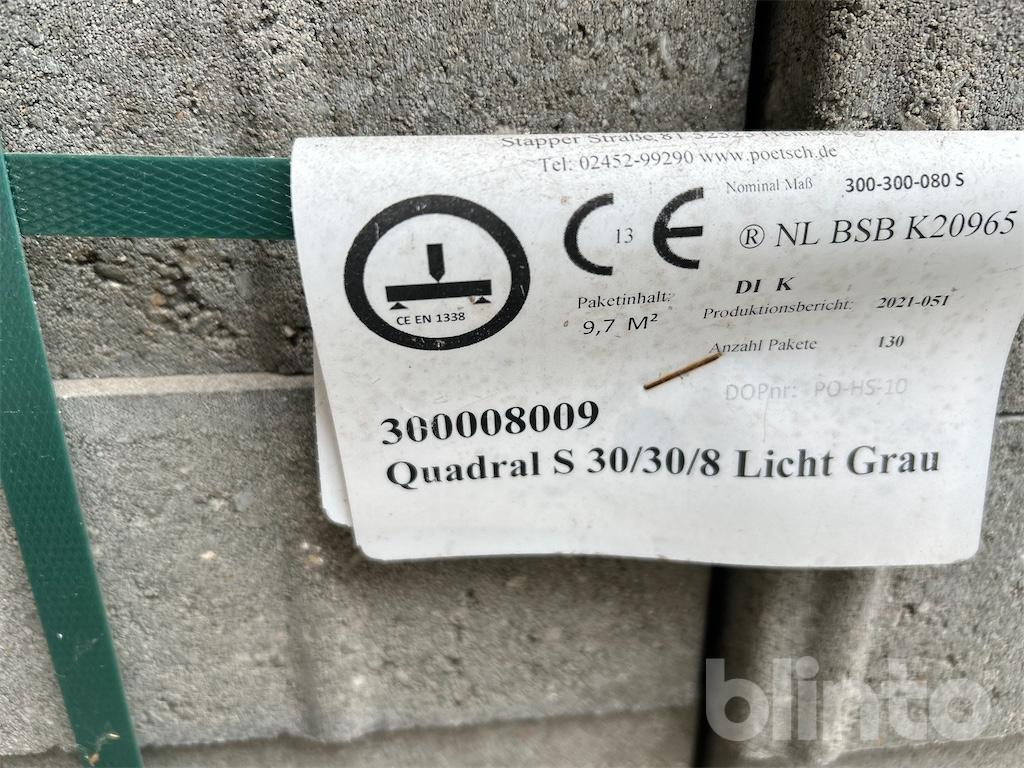 Stapper Straße 81 5252
Tel: 02452-99290 www.poetsch.de
Nominal Maß 300-300-080 S
CE 13
® NL BSB K20965
CE EN 1338
Paketinhalt:
9,7 M²
DI K
Produktionsbericht: 2021-051
Anzahl Pakete 130
DOPnr: PO-HS-10
300008009
Quadral S 30/30/8 Licht Grau
blinto